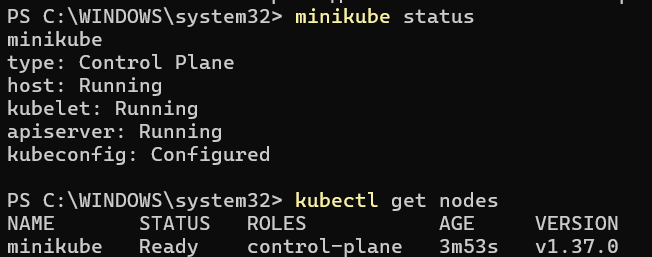 PS C:\WINDOWS\system32> minikube status
minikube
type: Control Plane
host: Running
kubelet: Running
apiserver: Running
kubeconfig: Configured
PS C:\WINDOWS\system32> kubectl get nodes
NAME STATUS ROLES AGE VERSION
minikube Ready control-plane 3m53s v1.37.0